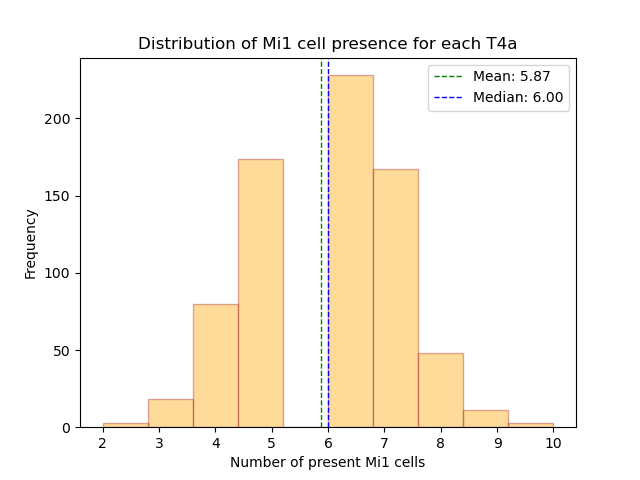 Distribution of Mi1 cell presence for each T4a
Mean: 5.87
Median: 6.00
Frequency
200
150
100
50
0
2 3 4 5 6 7 8 9 10
Number of present Mi1 cells